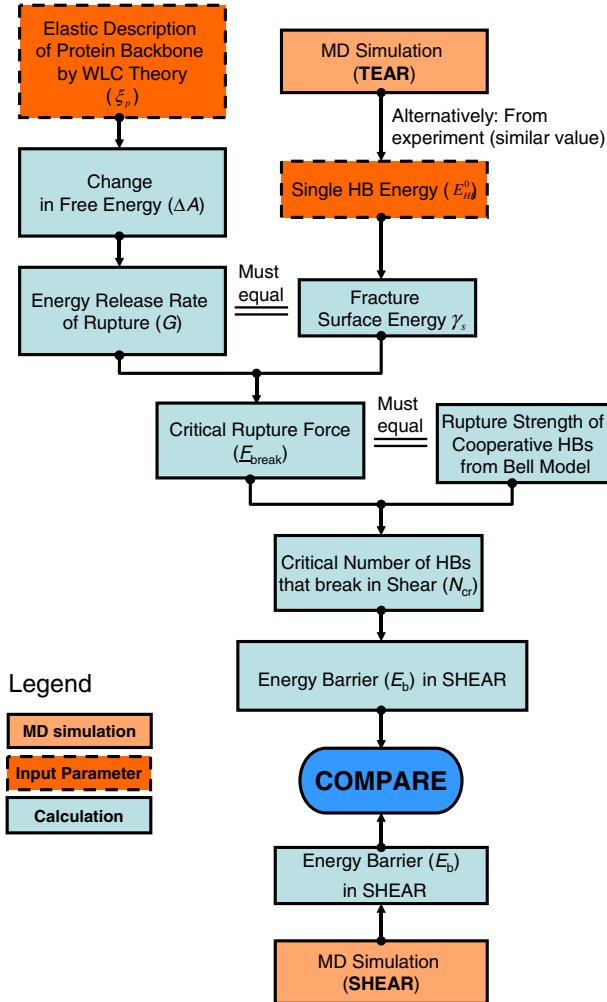 Elastic Description
of Protein Backbone
by WLC Theory
(ξp)
MD Simulation
(TEAR)
Alternatively: From
experiment (similar value)
Change
in Free Energy (ΔA)
Single HB Energy (E⁰HB)
Energy Release Rate
of Rupture (G)
Must
equal
Fracture
Surface Energy γs
Critical Rupture Force
(Fbreak)
Must
equal
Rupture Strength of
Cooperative HBs
from Bell Model
Critical Number of HBs
that break in Shear (Ncr)
Energy Barrier (Eb) in SHEAR
Legend
MD simulation
Input Parameter
Calculation
COMPARE
Energy Barrier (Eb)
in SHEAR
MD Simulation
(SHEAR)